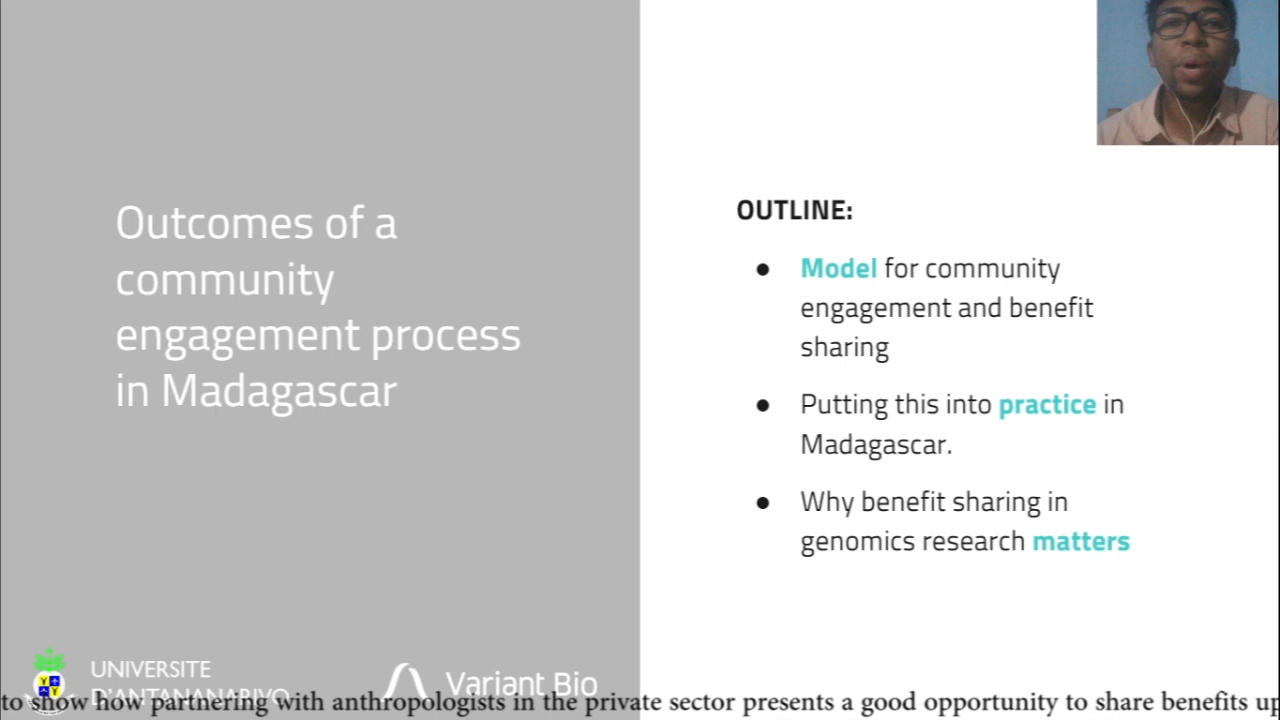 Outcomes of a
community
engagement process
in Madagascar
OUTLINE:
● Model for community
engagement and benefit
sharing
● Putting this into practice in
Madagascar.
● Why benefit sharing in
genomics research matters
UNIVERSITE
D'ANTANANARIVO
Variant Bio
to show how partnering with anthropologists in the private sector presents a good opportunity to share benefits up